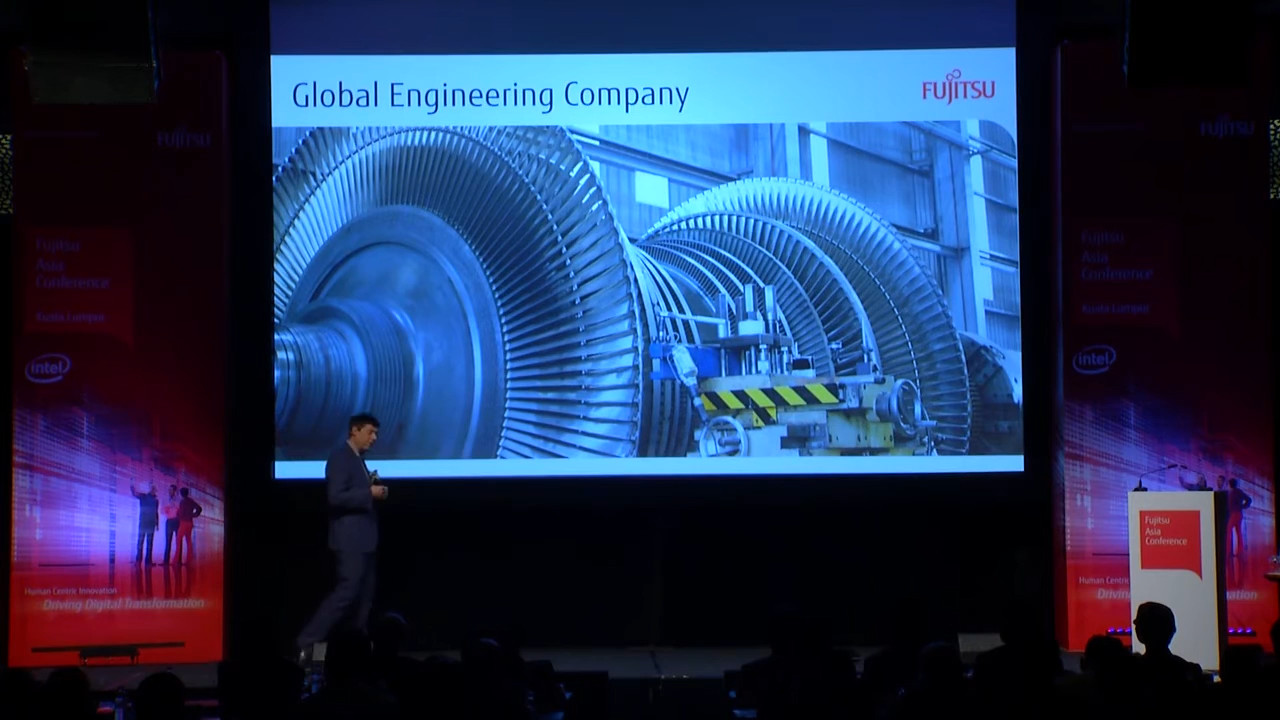 Global Engineering Company
FUJITSU
FUJITSU
Fujitsu
Asia
Conference
Kuala Lumpur
intel
Human Centric Innovation
Driving Digital Transformation
FUJITSU
Fujitsu
Asia
Conference
Kuala Lumpur
intel
Human Centric
Fujitsu
Asia
Conference